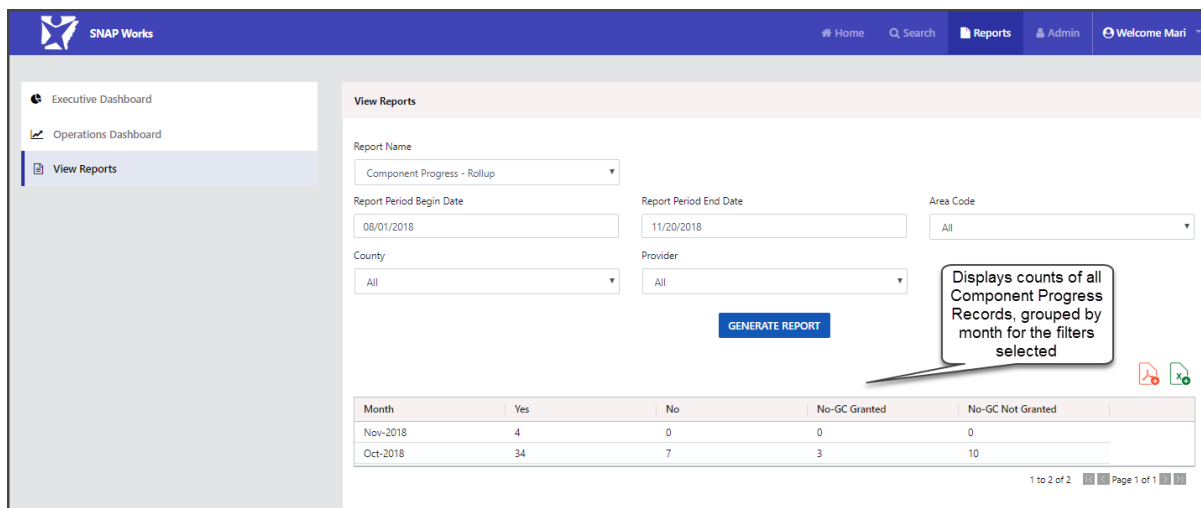 SNAP Works
Home Search Reports Admin Welcome Mari
Executive Dashboard
Operations Dashboard
View Reports
View Reports
Report Name
Component Progress - Rollup
Report Period Begin Date Report Period End Date Area Code
08/01/2018 11/20/2018 All
County Provider
All All
Displays counts of all
Component Progress
Records, grouped by
month for the filters
selected
GENERATE REPORT
Month Yes No No-GC Granted No-GC Not Granted
Nov-2018 4 0 0 0
Oct-2018 34 7 3 10
1 to 2 of 2 Page 1 of 1